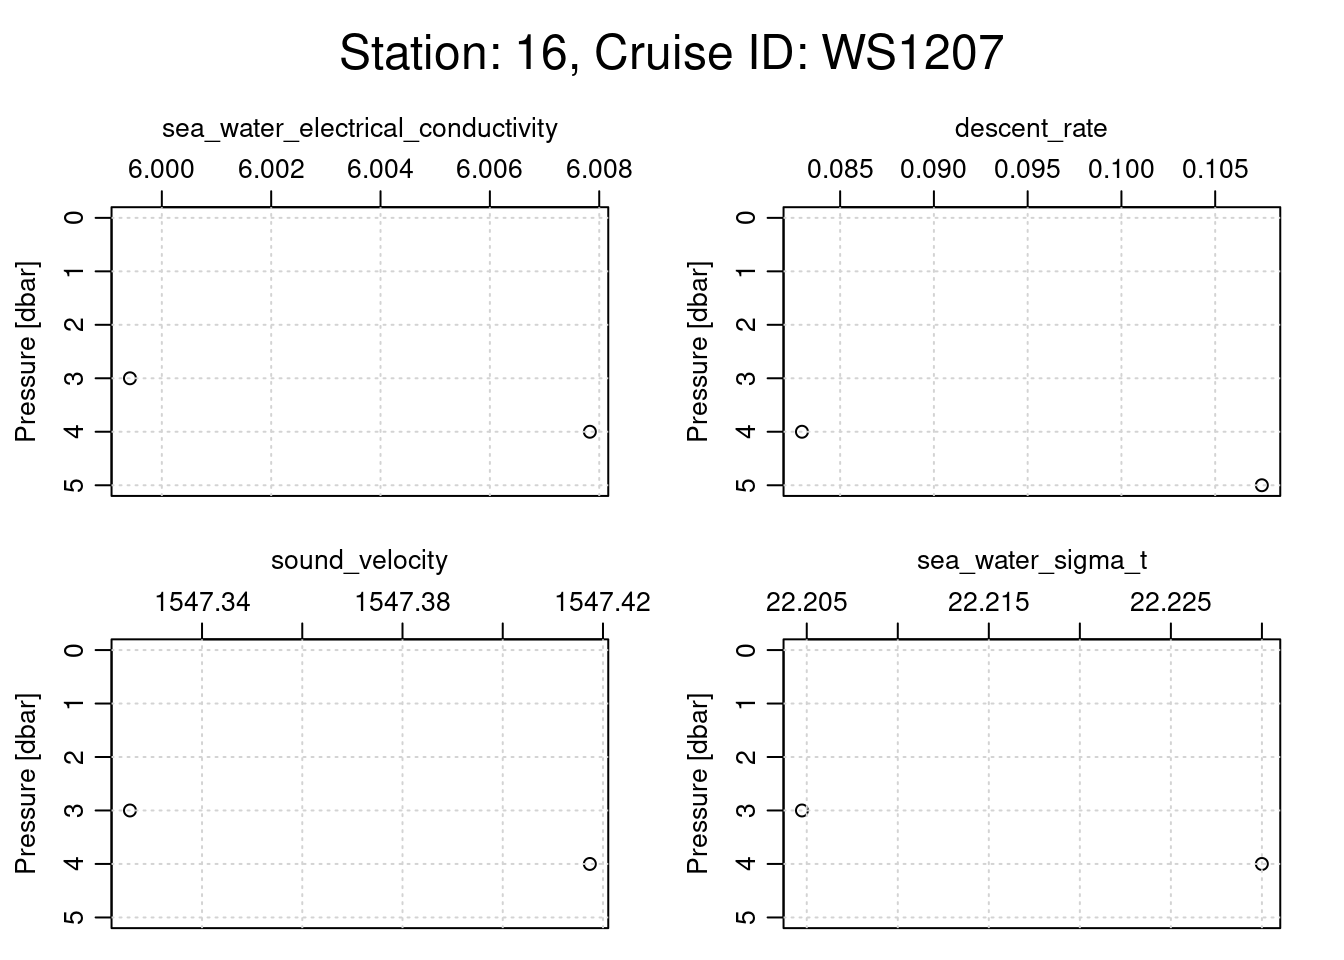 Station: 16, Cruise ID: WS1207
sea_water_electrical_conductivity
6.000 6.002 6.004 6.006 6.008
Pressure [dbar]
0
1
2
3
4
5
descent_rate
0.085 0.090 0.095 0.100 0.105
Pressure [dbar]
0
1
2
3
4
5
sound_velocity
1547.34 1547.38 1547.42
Pressure [dbar]
0
1
2
3
4
5
sea_water_sigma_t
22.205 22.215 22.225
Pressure [dbar]
0
1
2
3
4
5